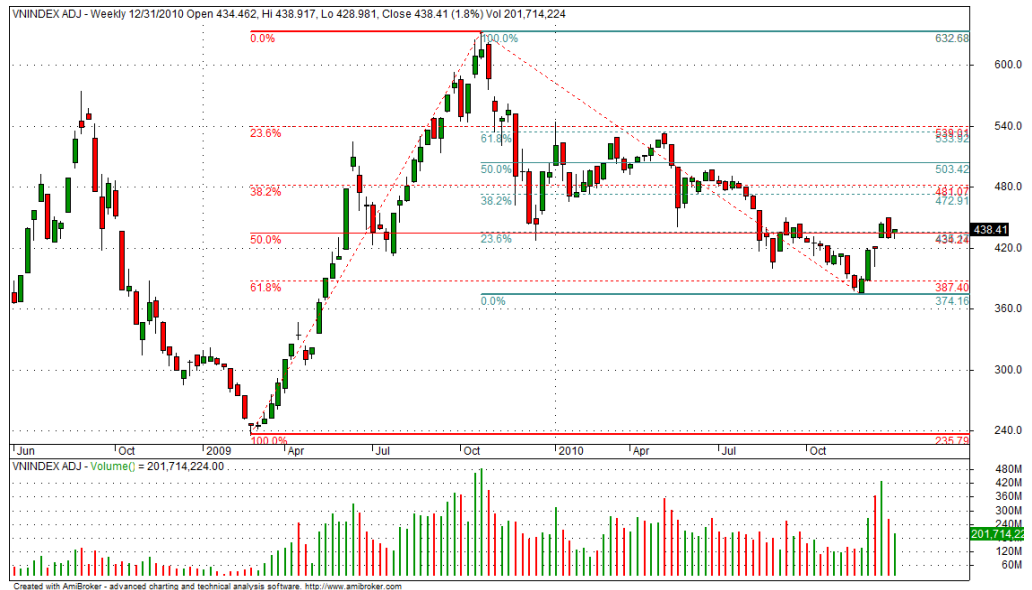 VNINDEX ADJ - Weekly 12/31/2010 Open 434.462, Hi 438.917, Lo 428.981, Close 438.41 (1.8%) Vol 201,714,224
0.0% 100.0% 632.68
600.0
23.6% 539.01 540.0
61.8% 533.92
50.0% 503.42
38.2% 481.07 480.0
38.2% 472.91
438.41
50.0% 23.6% 434.24
420.0
61.8% 387.40
0.0% 374.16
360.0
300.0
240.0
100.0% 235.79
Jun Oct 2009 Apr Jul Oct 2010 Apr Jul Oct
VNINDEX ADJ - Volume() = 201,714,224.00
480M
420M
360M
300M
240M
201,714,22
120M
60M
Created with AmiBroker - advanced charting and technical analysis software. http://www.amibroker.com